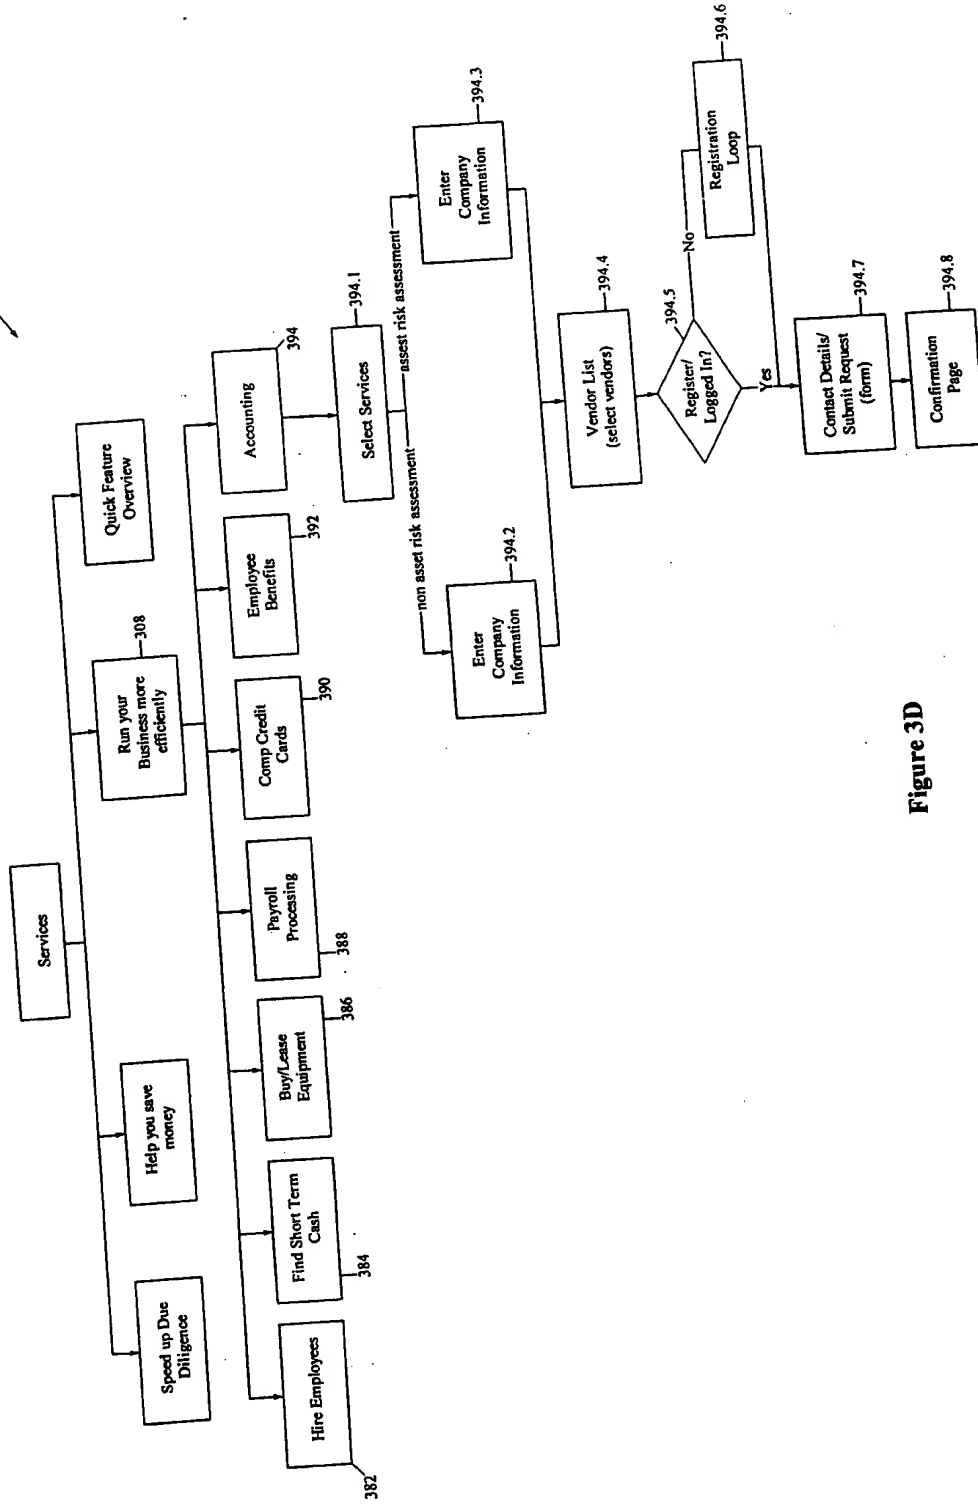 Services
Speed up Due
Diligence
Help you save
money
Run your
Business more
efficiently
308
Quick Feature
Overview
Hire Employees
382
Find Short Term
Cash
384
Buy/Lease
Equipment
386
Payroll
Processing
388
Comp Credit
Cards
390
Employee
Benefits
392
Accounting
394
Select Services
394.1
non asset risk assessment
assest risk assessment
Enter
Company
Information
394.2
Enter
Company
Information
394.3
Vendor List
(select vendors)
394.4
Register/
Logged In?
394.5
No
Yes
Registration
Loop
394.6
Contact Details/
Submit Request
(form)
394.7
Confirmation
Page
394.8
Figure 3D